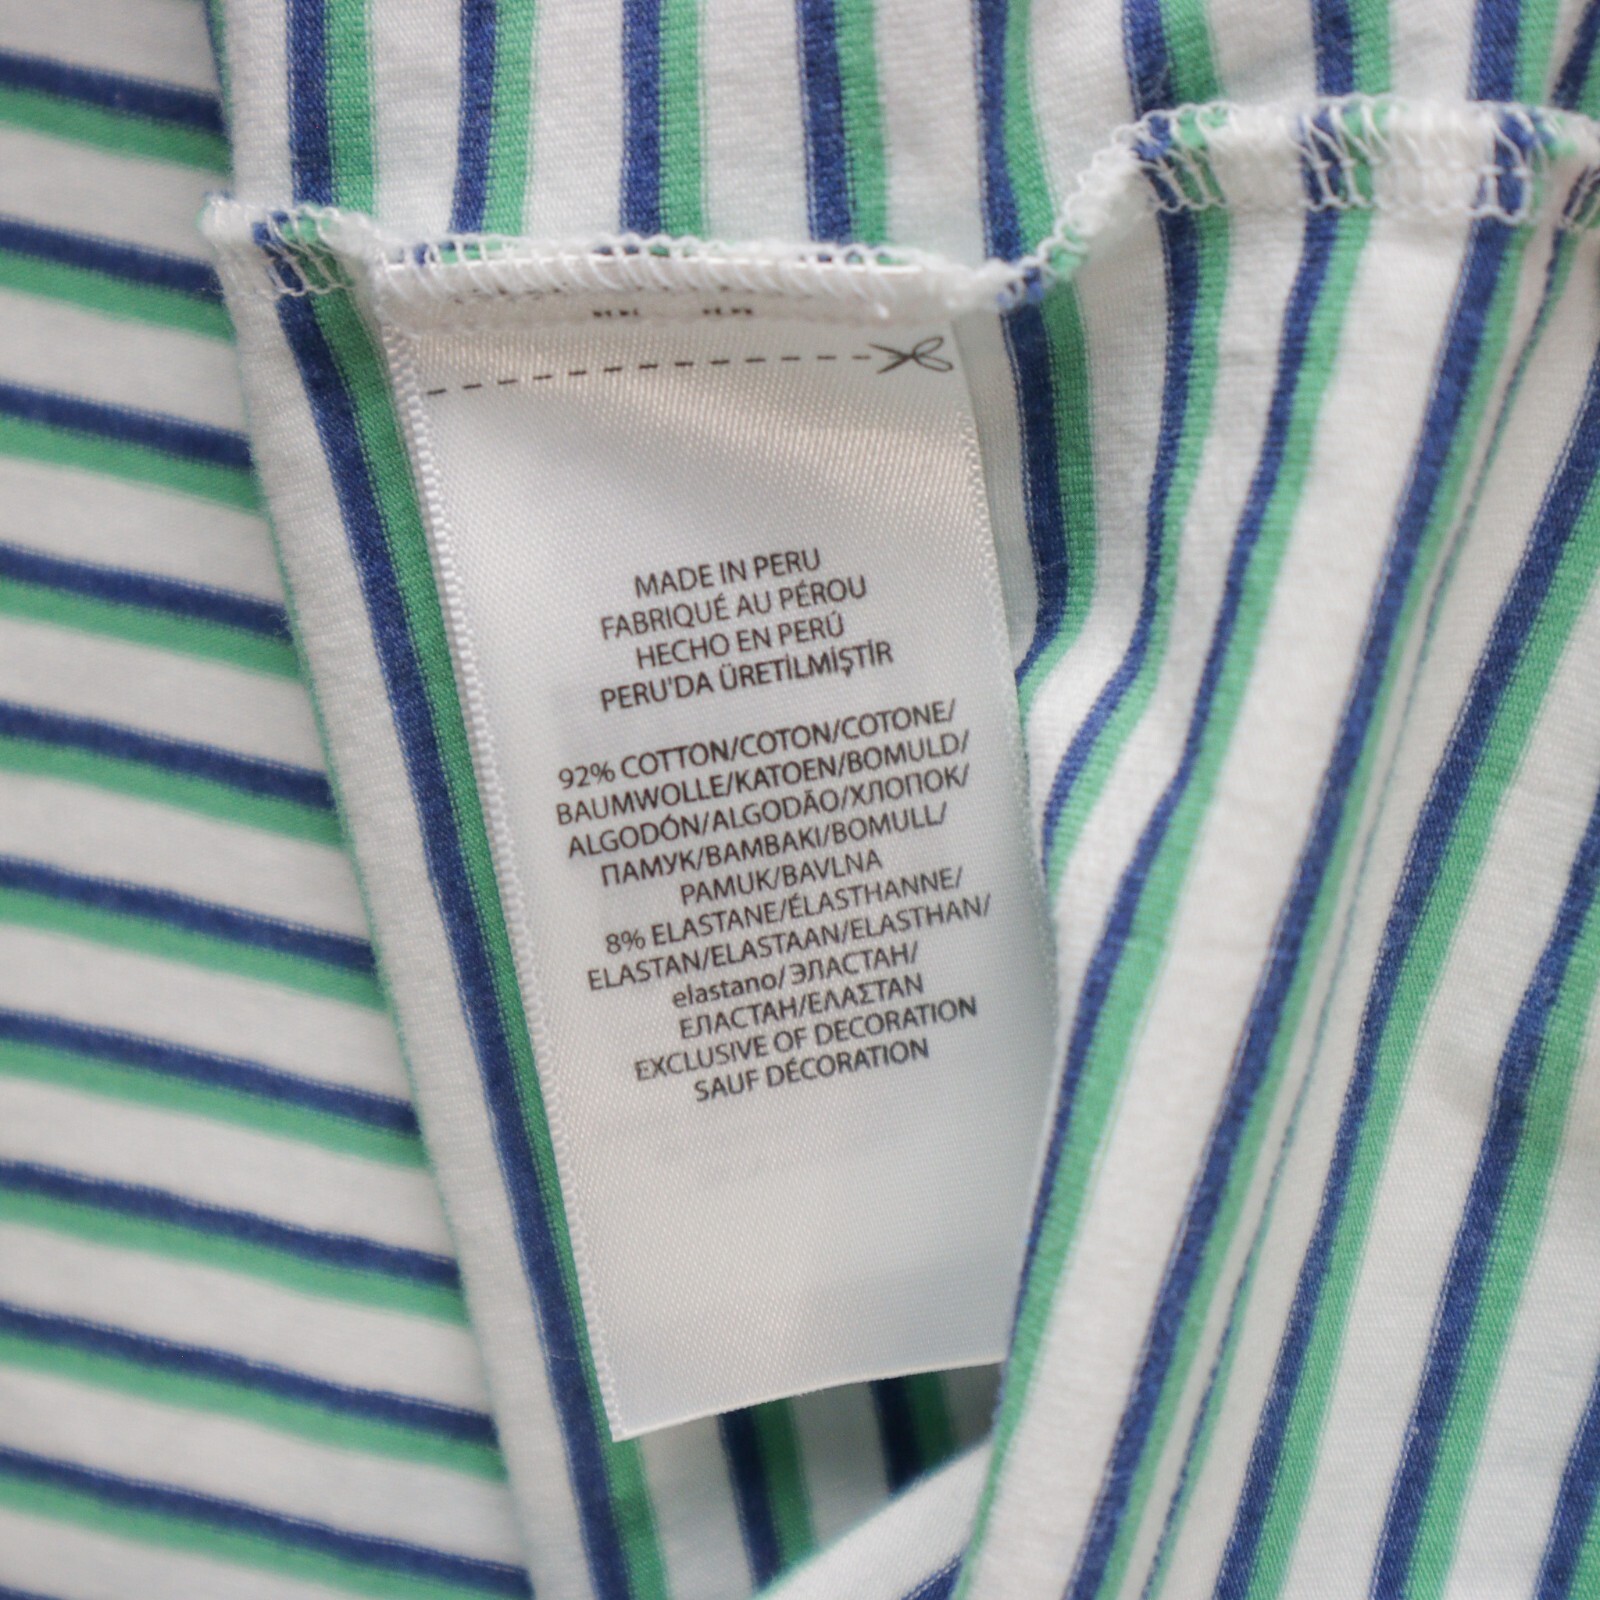 MADE IN PERU
FABRIQUÉ AU PÉROU
HECHO EN PERÚ
PERU'DA ÜRETİLMİŞTİR
92% COTTON/COTON/COTONE/
BAUMWOLLE/KATOEN/BOMULD/
ALGODÓN/ALGODÃO/ХЛОПОК/
ПАМУК/ΒΑΜΒΑΚΙ/BOMULL/
PAMUK/BAVLNA
8% ELASTANE/ÉLASTHANNE/
ELASTAN/ELASTAAN/ELASTHAN/
elastano/ЭЛАСТАН/
ЕЛАСТАН/ΕΛΑΣΤΑΝ
EXCLUSIVE OF DECORATION
SAUF DÉCORATION